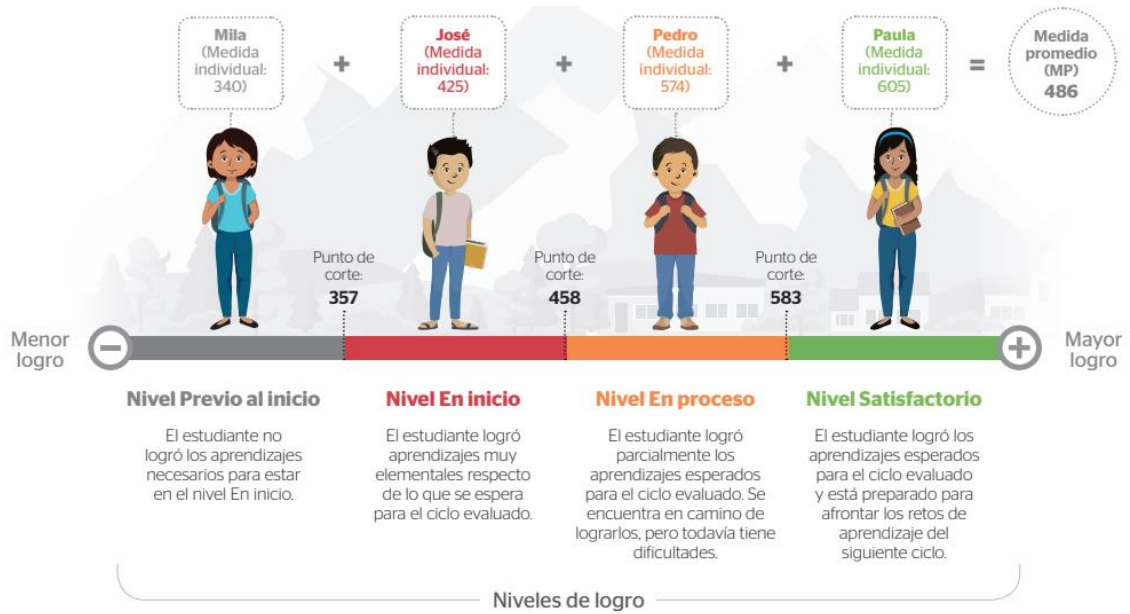 Mila
(Medida
individual:
340)
+
José
(Medida
individual:
425)
+
Pedro
(Medida
individual:
574)
+
Paula
(Medida
individual:
605)
=
Medida
promedio
(MP)
486
Punto de
corte:
357
Punto de
corte:
458
Punto de
corte:
583
Menor
logro
−
+
Mayor
logro
Nivel Previo al inicio
El estudiante no
logró los aprendizajes
necesarios para estar
en el nivel En inicio.
Nivel En inicio
El estudiante logró
aprendizajes muy
elementales respecto
de lo que se espera
para el ciclo evaluado.
Nivel En proceso
El estudiante logró
parcialmente los
aprendizajes esperados
para el ciclo evaluado. Se
encuentra en camino de
lograrlos, pero todavía tiene
dificultades.
Nivel Satisfactorio
El estudiante logró los
aprendizajes esperados
para el ciclo evaluado
y está preparado para
afrontar los retos de
aprendizaje del
siguiente ciclo.
Niveles de logro